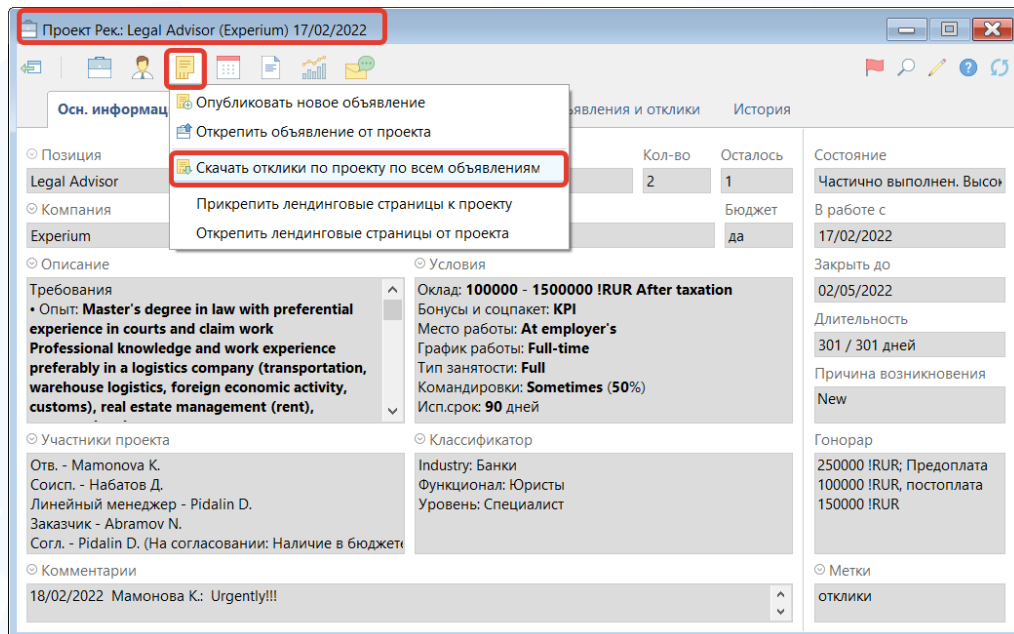 Проект Рек.: Legal Advisor (Experium) 17/02/2022
Опубликовать новое объявление
Открепить объявление от проекта
Скачать отклики по проекту по всем объявлениям
Прикрепить лендинговые страницы к проекту
Открепить лендинговые страницы от проекта
Осн. информац
явления и отклики
История
Позиция
Кол-во
Осталось
Состояние
Legal Advisor
2
1
Частично выполнен. Высок
Компания
Бюджет
В работе с
Experium
да
17/02/2022
Описание
Условия
Закрыть до
02/05/2022
Требования
• Опыт: Master's degree in law with preferential
experience in courts and claim work
Professional knowledge and work experience
preferably in a logistics company (transportation,
warehouse logistics, foreign economic activity,
customs), real estate management (rent),
Оклад: 100000 - 1500000 !RUR After taxation
Бонусы и соцпакет: KPI
Место работы: At employer's
График работы: Full-time
Тип занятости: Full
Командировки: Sometimes (50%)
Исп.срок: 90 дней
Длительность
301 / 301 дней
Причина возникновения
New
Участники проекта
Классификатор
Гонорар
Отв. - Mamonova K.
Соисп. - Набатов Д.
Линейный менеджер - Pidalin D.
Заказчик - Abramov N.
Согл. - Pidalin D. (На согласовании: Наличие в бюджете
Industry: Банки
Функционал: Юристы
Уровень: Специалист
250000 !RUR; Предоплата
100000 !RUR, постоплата
150000 !RUR
Комментарии
Метки
18/02/2022 Мамонова К.: Urgently!!!
отклики